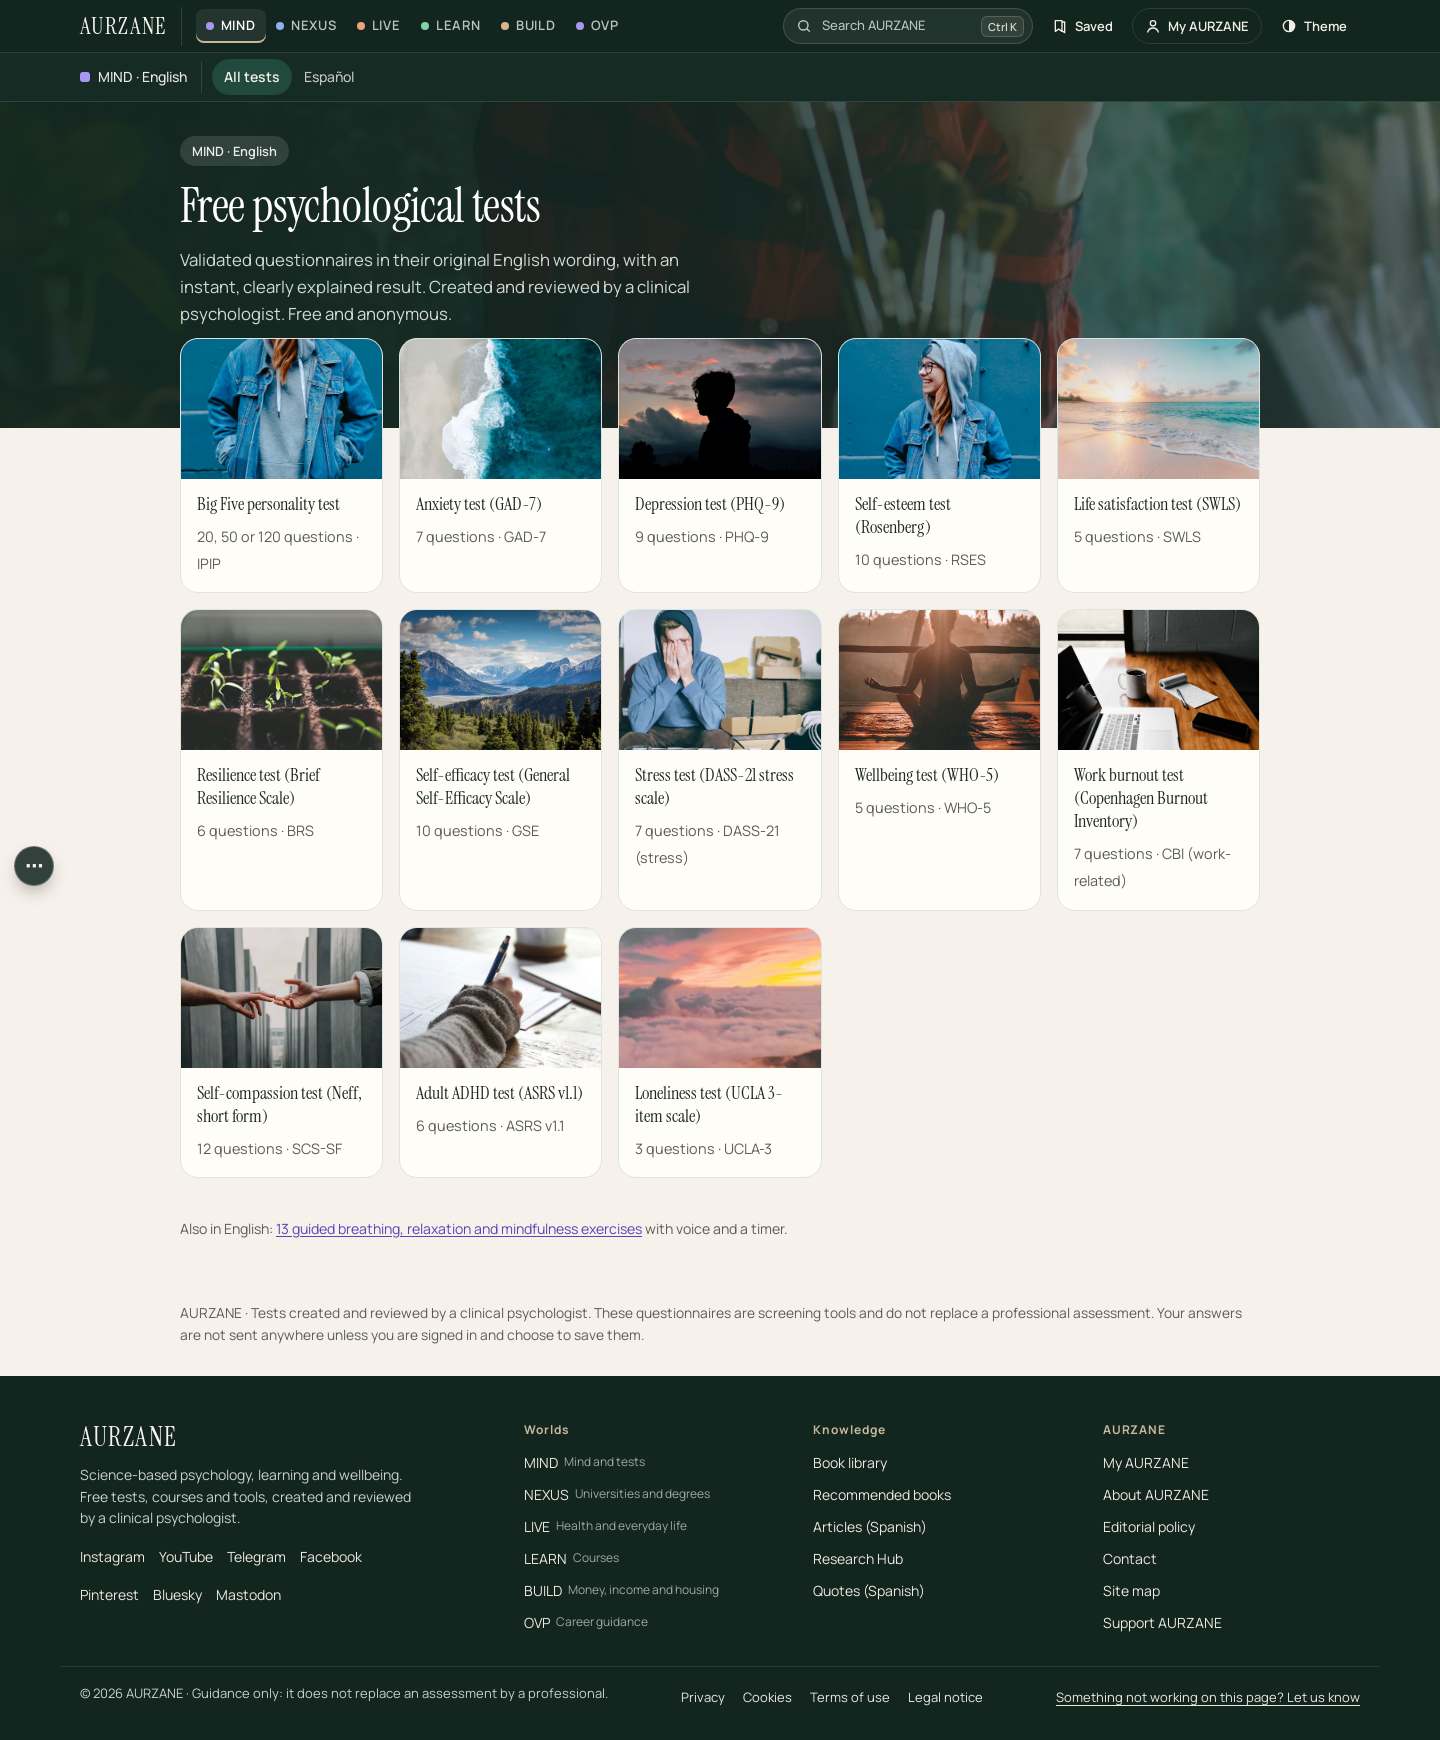 AURZANE
MIND
NEXUS
LIVE
LEARN
BUILD
OVP
Search AURZANE
Ctrl K
Saved
My AURZANE
Theme
MIND · English
All tests
Español
MIND · English
Free psychological tests
Validated questionnaires in their original English wording, with an
instant, clearly explained result. Created and reviewed by a clinical
psychologist. Free and anonymous.
Big Five personality test
20, 50 or 120 questions ·
IPIP
Anxiety test (GAD-7)
7 questions · GAD-7
Depression test (PHQ-9)
9 questions · PHQ-9
Self-esteem test
(Rosenberg)
10 questions · RSES
Life satisfaction test (SWLS)
5 questions · SWLS
Resilience test (Brief
Resilience Scale)
6 questions · BRS
Self-efficacy test (General
Self-Efficacy Scale)
10 questions · GSE
Stress test (DASS-21 stress
scale)
7 questions · DASS-21
(stress)
Wellbeing test (WHO-5)
5 questions · WHO-5
Work burnout test
(Copenhagen Burnout
Inventory)
7 questions · CBI (work-
related)
Self-compassion test (Neff,
short form)
12 questions · SCS-SF
Adult ADHD test (ASRS v1.1)
6 questions · ASRS v1.1
Loneliness test (UCLA 3-
item scale)
3 questions · UCLA-3
Also in English: 13 guided breathing, relaxation and mindfulness exercises with voice and a timer.
AURZANE · Tests created and reviewed by a clinical psychologist. These questionnaires are screening tools and do not replace a professional assessment. Your answers
are not sent anywhere unless you are signed in and choose to save them.
AURZANE
Science-based psychology, learning and wellbeing.
Free tests, courses and tools, created and reviewed
by a clinical psychologist.
Instagram YouTube Telegram Facebook
Pinterest Bluesky Mastodon
Worlds
MIND Mind and tests
NEXUS Universities and degrees
LIVE Health and everyday life
LEARN Courses
BUILD Money, income and housing
OVP Career guidance
Knowledge
Book library
Recommended books
Articles (Spanish)
Research Hub
Quotes (Spanish)
AURZANE
My AURZANE
About AURZANE
Editorial policy
Contact
Site map
Support AURZANE
© 2026 AURZANE · Guidance only: it does not replace an assessment by a professional.
Privacy Cookies Terms of use Legal notice
Something not working on this page? Let us know